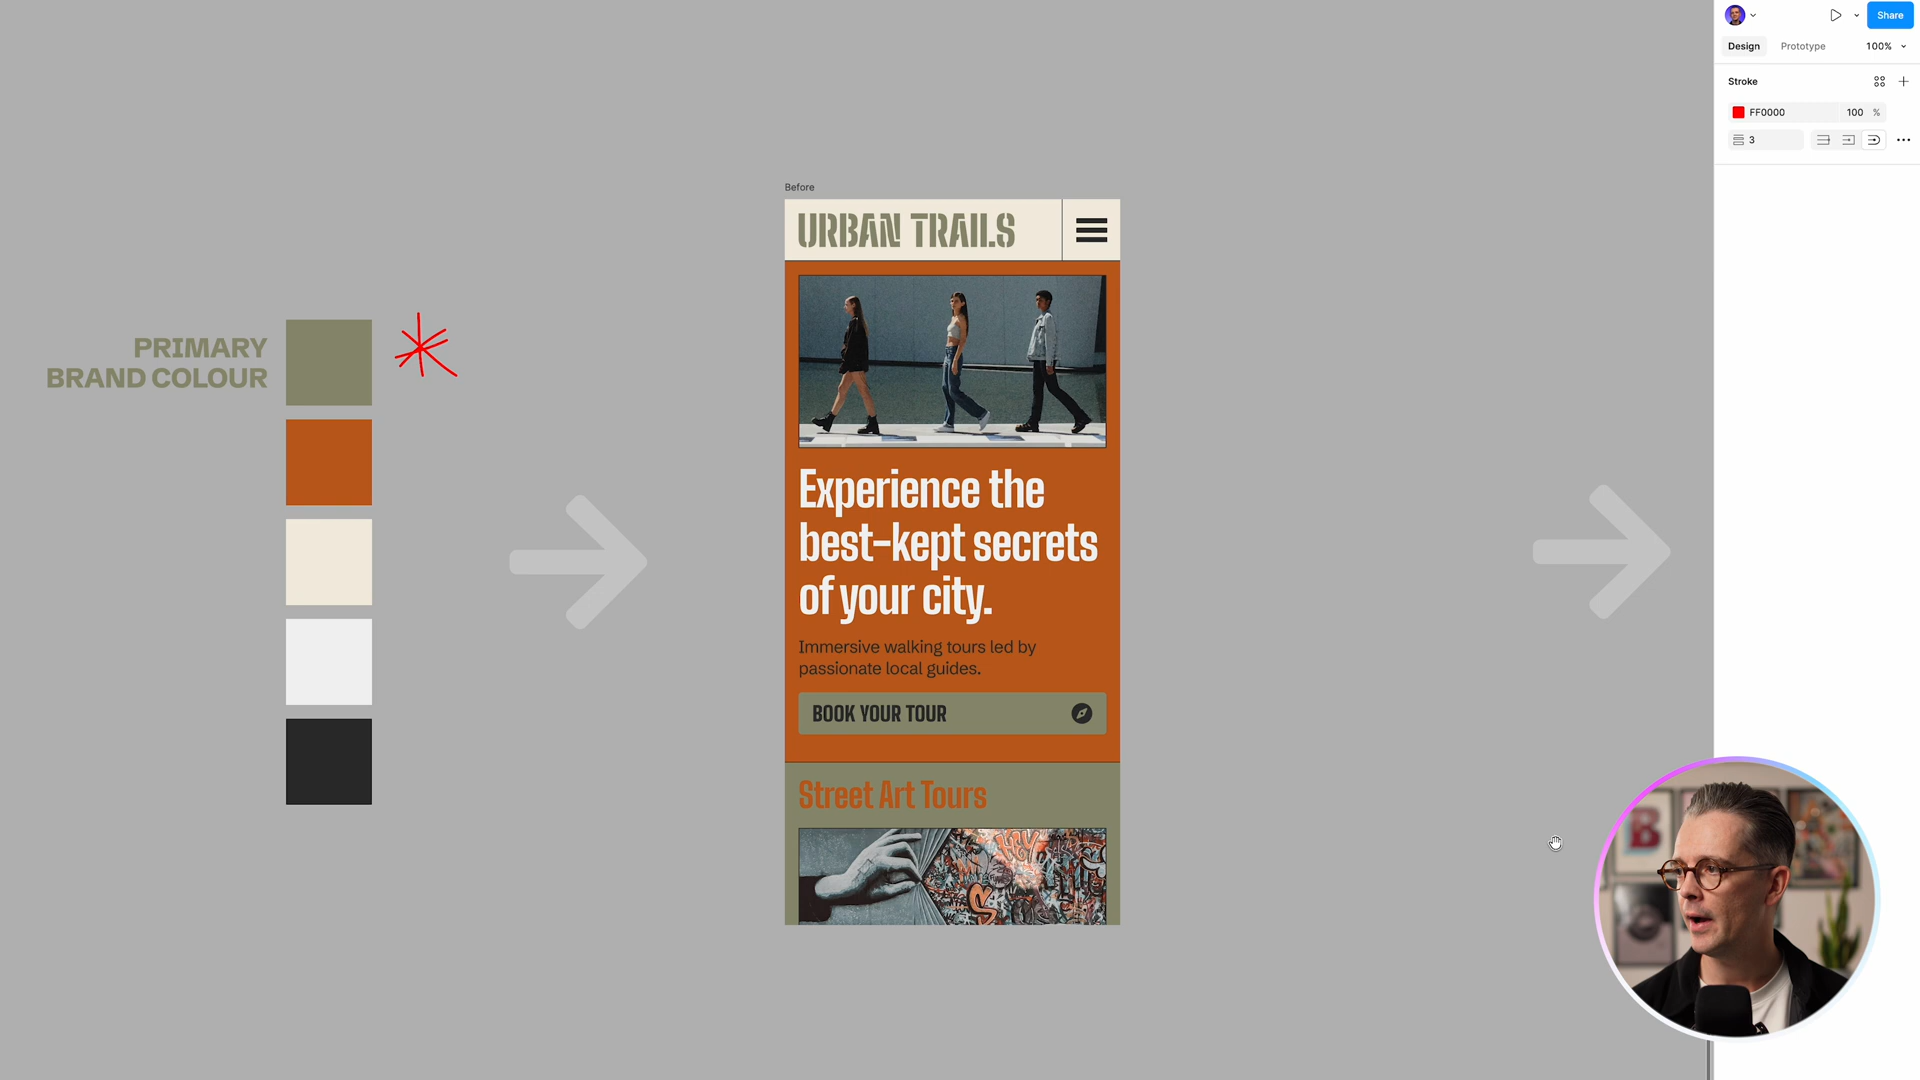 Share
Design
Prototype
100%
Stroke
FF0000
100 %
3
Before
URBAN TRAILS
PRIMARY
BRAND COLOUR
Experience the
best-kept secrets
of your city.
Immersive walking tours led by
passionate local guides.
BOOK YOUR TOUR
Street Art Tours
HEY
S
B